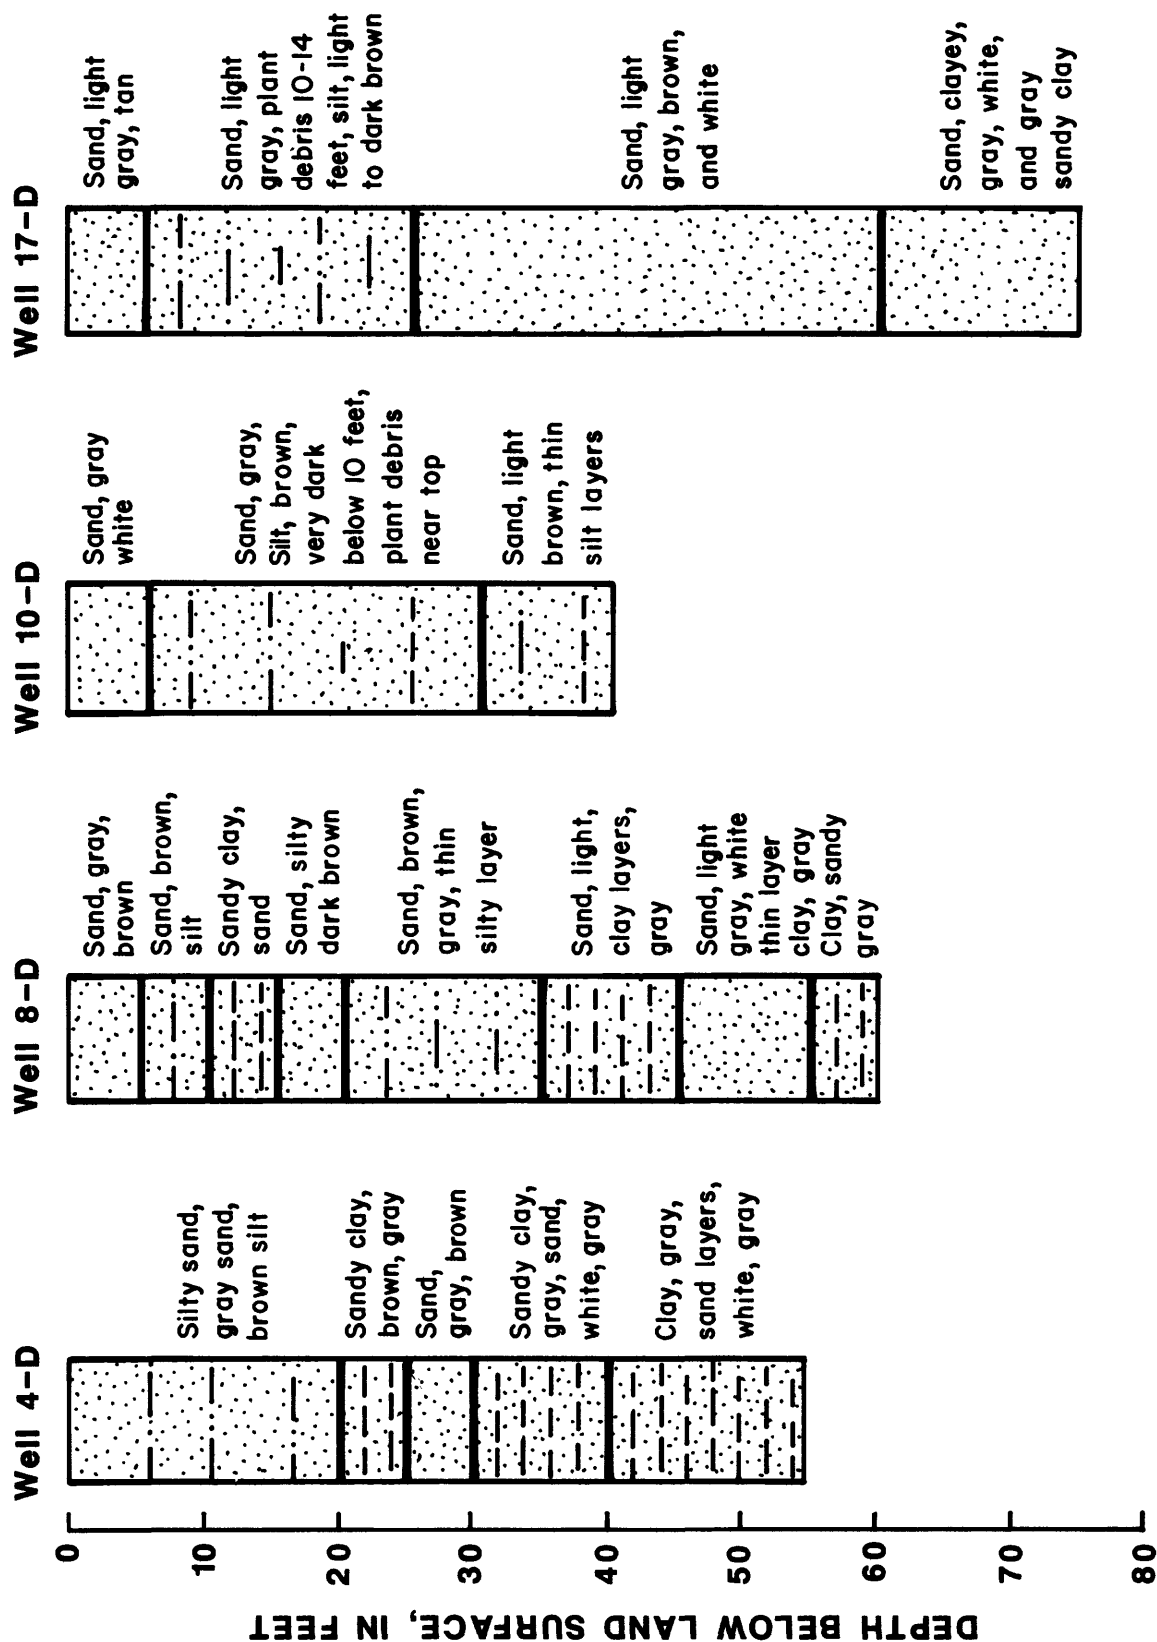 Well 4-D
Silty sand,
gray sand,
brown silt
Sandy clay,
brown, gray
Sand,
gray, brown
Sandy clay,
gray, sand,
white, gray
Clay, gray,
sand layers,
white, gray
Well 8-D
Sand, gray,
brown
Sand, brown,
silt
Sandy clay,
sand
Sand, silty
dark brown
Sand, brown,
gray, thin
silty layer
Sand, light,
clay layers,
gray
Sand, light
gray, white
thin layer
clay, gray
Clay, sandy
gray
Well 10-D
Sand, gray
white
Sand, gray,
Silt, brown,
very dark
below 10 feet,
plant debris
near top
Sand, light
brown, thin
silt layers
Well 17-D
Sand, light
gray, tan
Sand, light
gray, plant
debris 10-14
feet, silt, light
to dark brown
Sand, light
gray, brown,
and white
Sand, clayey,
gray, white,
and gray
sandy clay
0
10
20
30
40
50
60
70
80
DEPTH BELOW LAND SURFACE, IN FEET